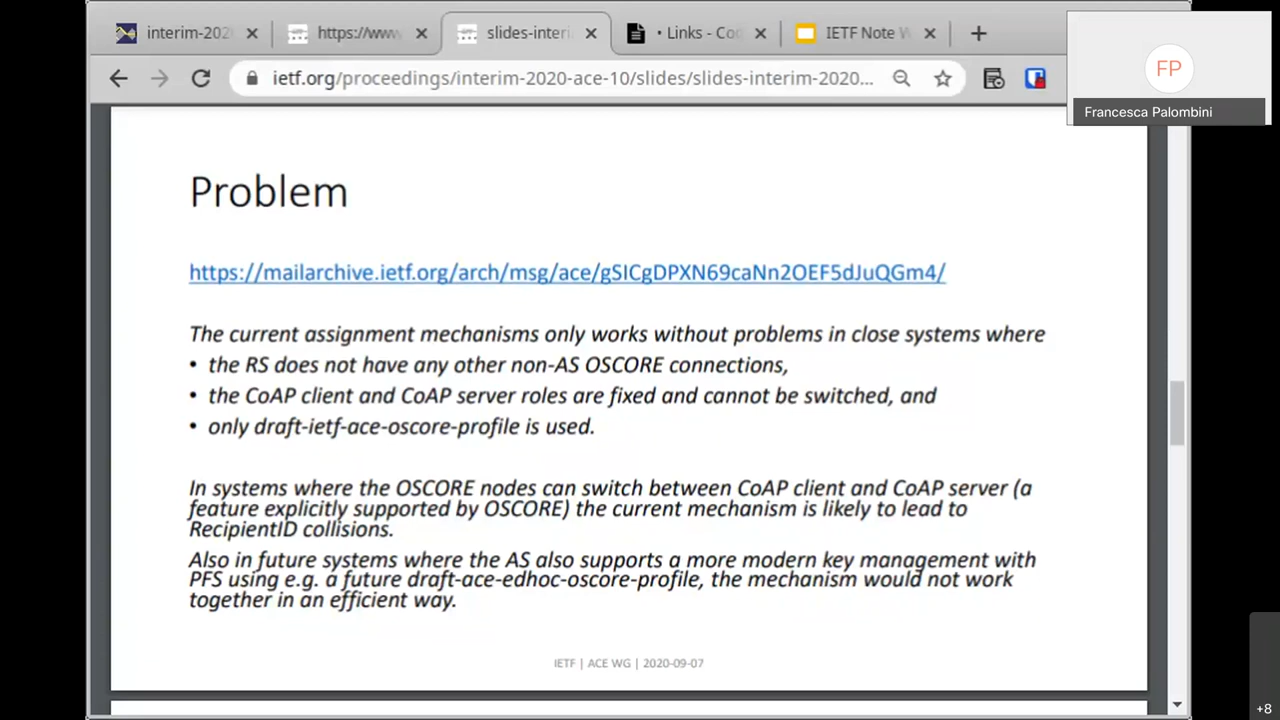 interim-202
https://www
slides-interi
• Links - Co
IETF Note W
ietf.org/proceedings/interim-2020-ace-10/slides/slides-interim-2020...
FP
Francesca Palombini
Problem
https://mailarchive.ietf.org/arch/msg/ace/gSICgDPXN69caNn2OEF5dJuQGm4/
The current assignment mechanisms only works without problems in close systems where
• the RS does not have any other non-AS OSCORE connections,
• the CoAP client and CoAP server roles are fixed and cannot be switched, and
• only draft-ietf-ace-oscore-profile is used.
In systems where the OSCORE nodes can switch between CoAP client and CoAP server (a
feature explicitly supported by OSCORE) the current mechanism is likely to lead to
RecipientID collisions.
Also in future systems where the AS also supports a more modern key management with
PFS using e.g. a future draft-ace-edhoc-oscore-profile, the mechanism would not work
together in an efficient way.
IETF | ACE WG | 2020-09-07
+8